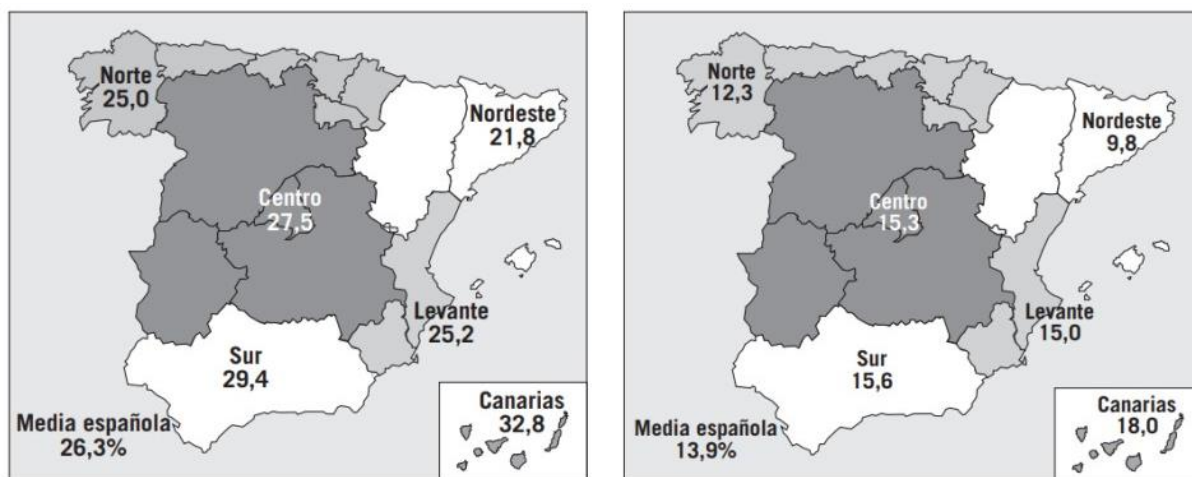 Norte
25,0
Nordeste
21,8
Centro
27,5
Levante
25,2
Sur
29,4
Canarias
32,8
Media española
26,3%
Norte
12,3
Nordeste
9,8
Centro
15,3
Levante
15,0
Sur
15,6
Canarias
18,0
Media española
13,9%